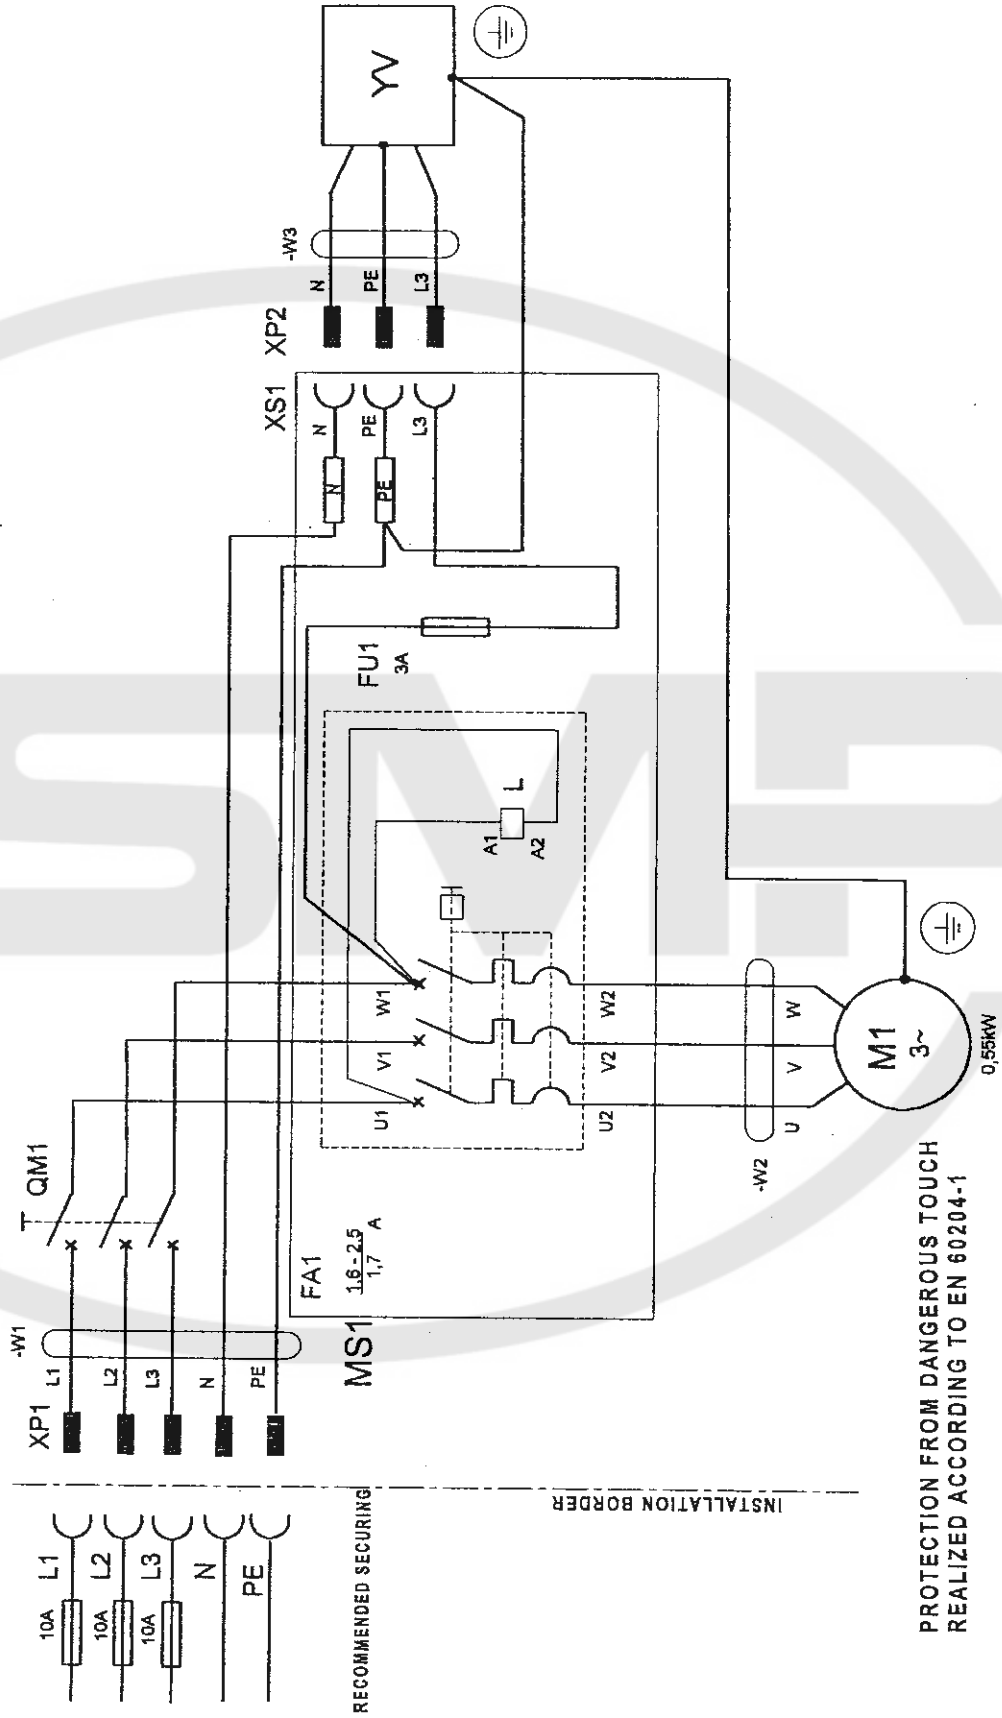 L1
10A
L2
10A
L3
10A
N
PE
RECOMMENDED SECURING
INSTALLATION BORDER
XP1
-W1
L1
L2
L3
N
PE
QM1
MS1
FA1
1,6 - 2,5
1,7
A
U1
V1
W1
U2
V2
W2
A1
A2
L
FU1
3A
N
PE
XS1
N
PE
L3
XP2
N
PE
L3
-W3
YV
-W2
U
V
W
M1
3~
0,55kW
PROTECTION FROM DANGEROUS TOUCH
REALIZED ACCORDING TO EN 60204-1
SMP